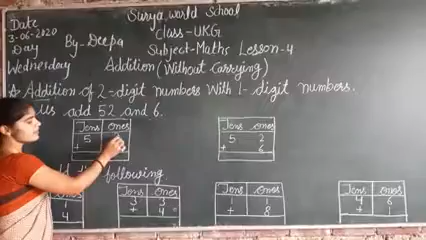 Date Surya world School
3-06-2020 Class-UKG
Day By-Deepa Subject-Maths Lesson-4
Wednesday Addition (Without Carrying)
Addition of 2-digit numbers with 1-digit numbers.
add 52 and 6.
Tens Ones Tens Ones
5 5 2
+ + 6
following.
Tens Ones Tens Ones Tens Ones
1 3 3 1 1 4 6
4 + 4 + 8 + 1